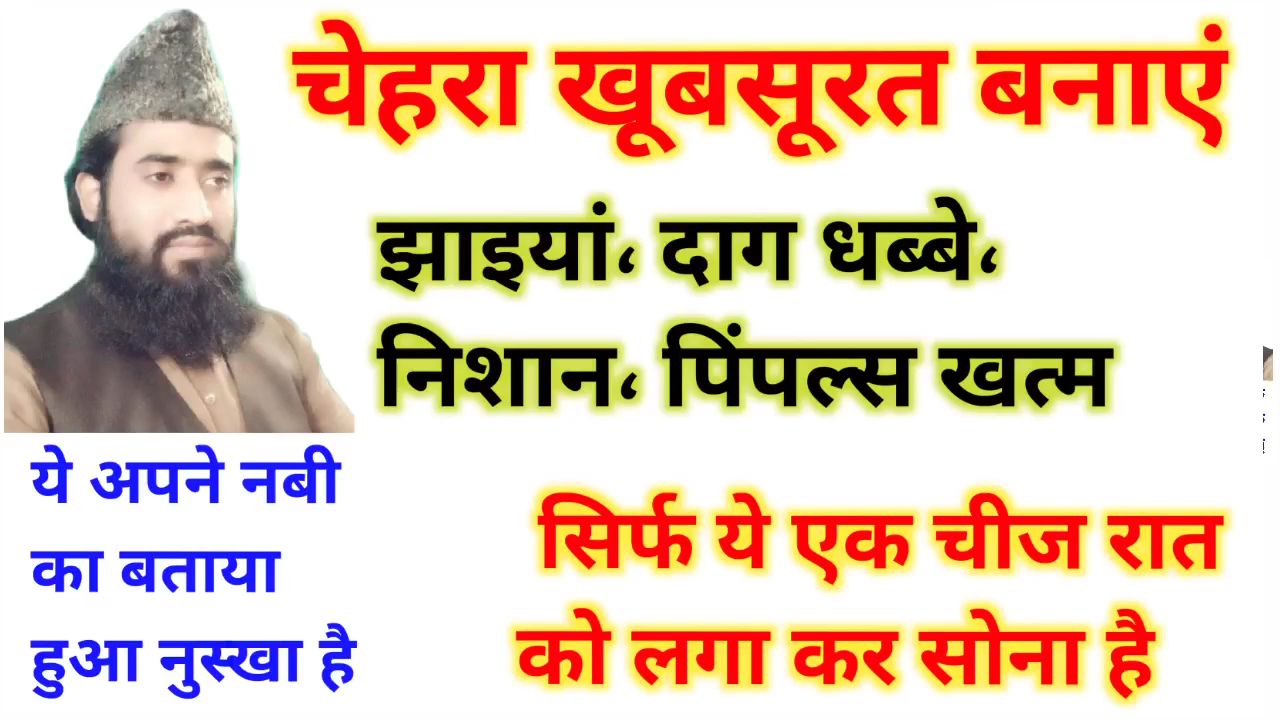 चेहरा खूबसूरत बनाएं
झाइयां، दाग धब्बे،
निशान، पिंपल्स खत्म
ये अपने नबी
का बताया
हुआ नुस्खा है
सिर्फ ये एक चीज रात
को लगा कर सोना है